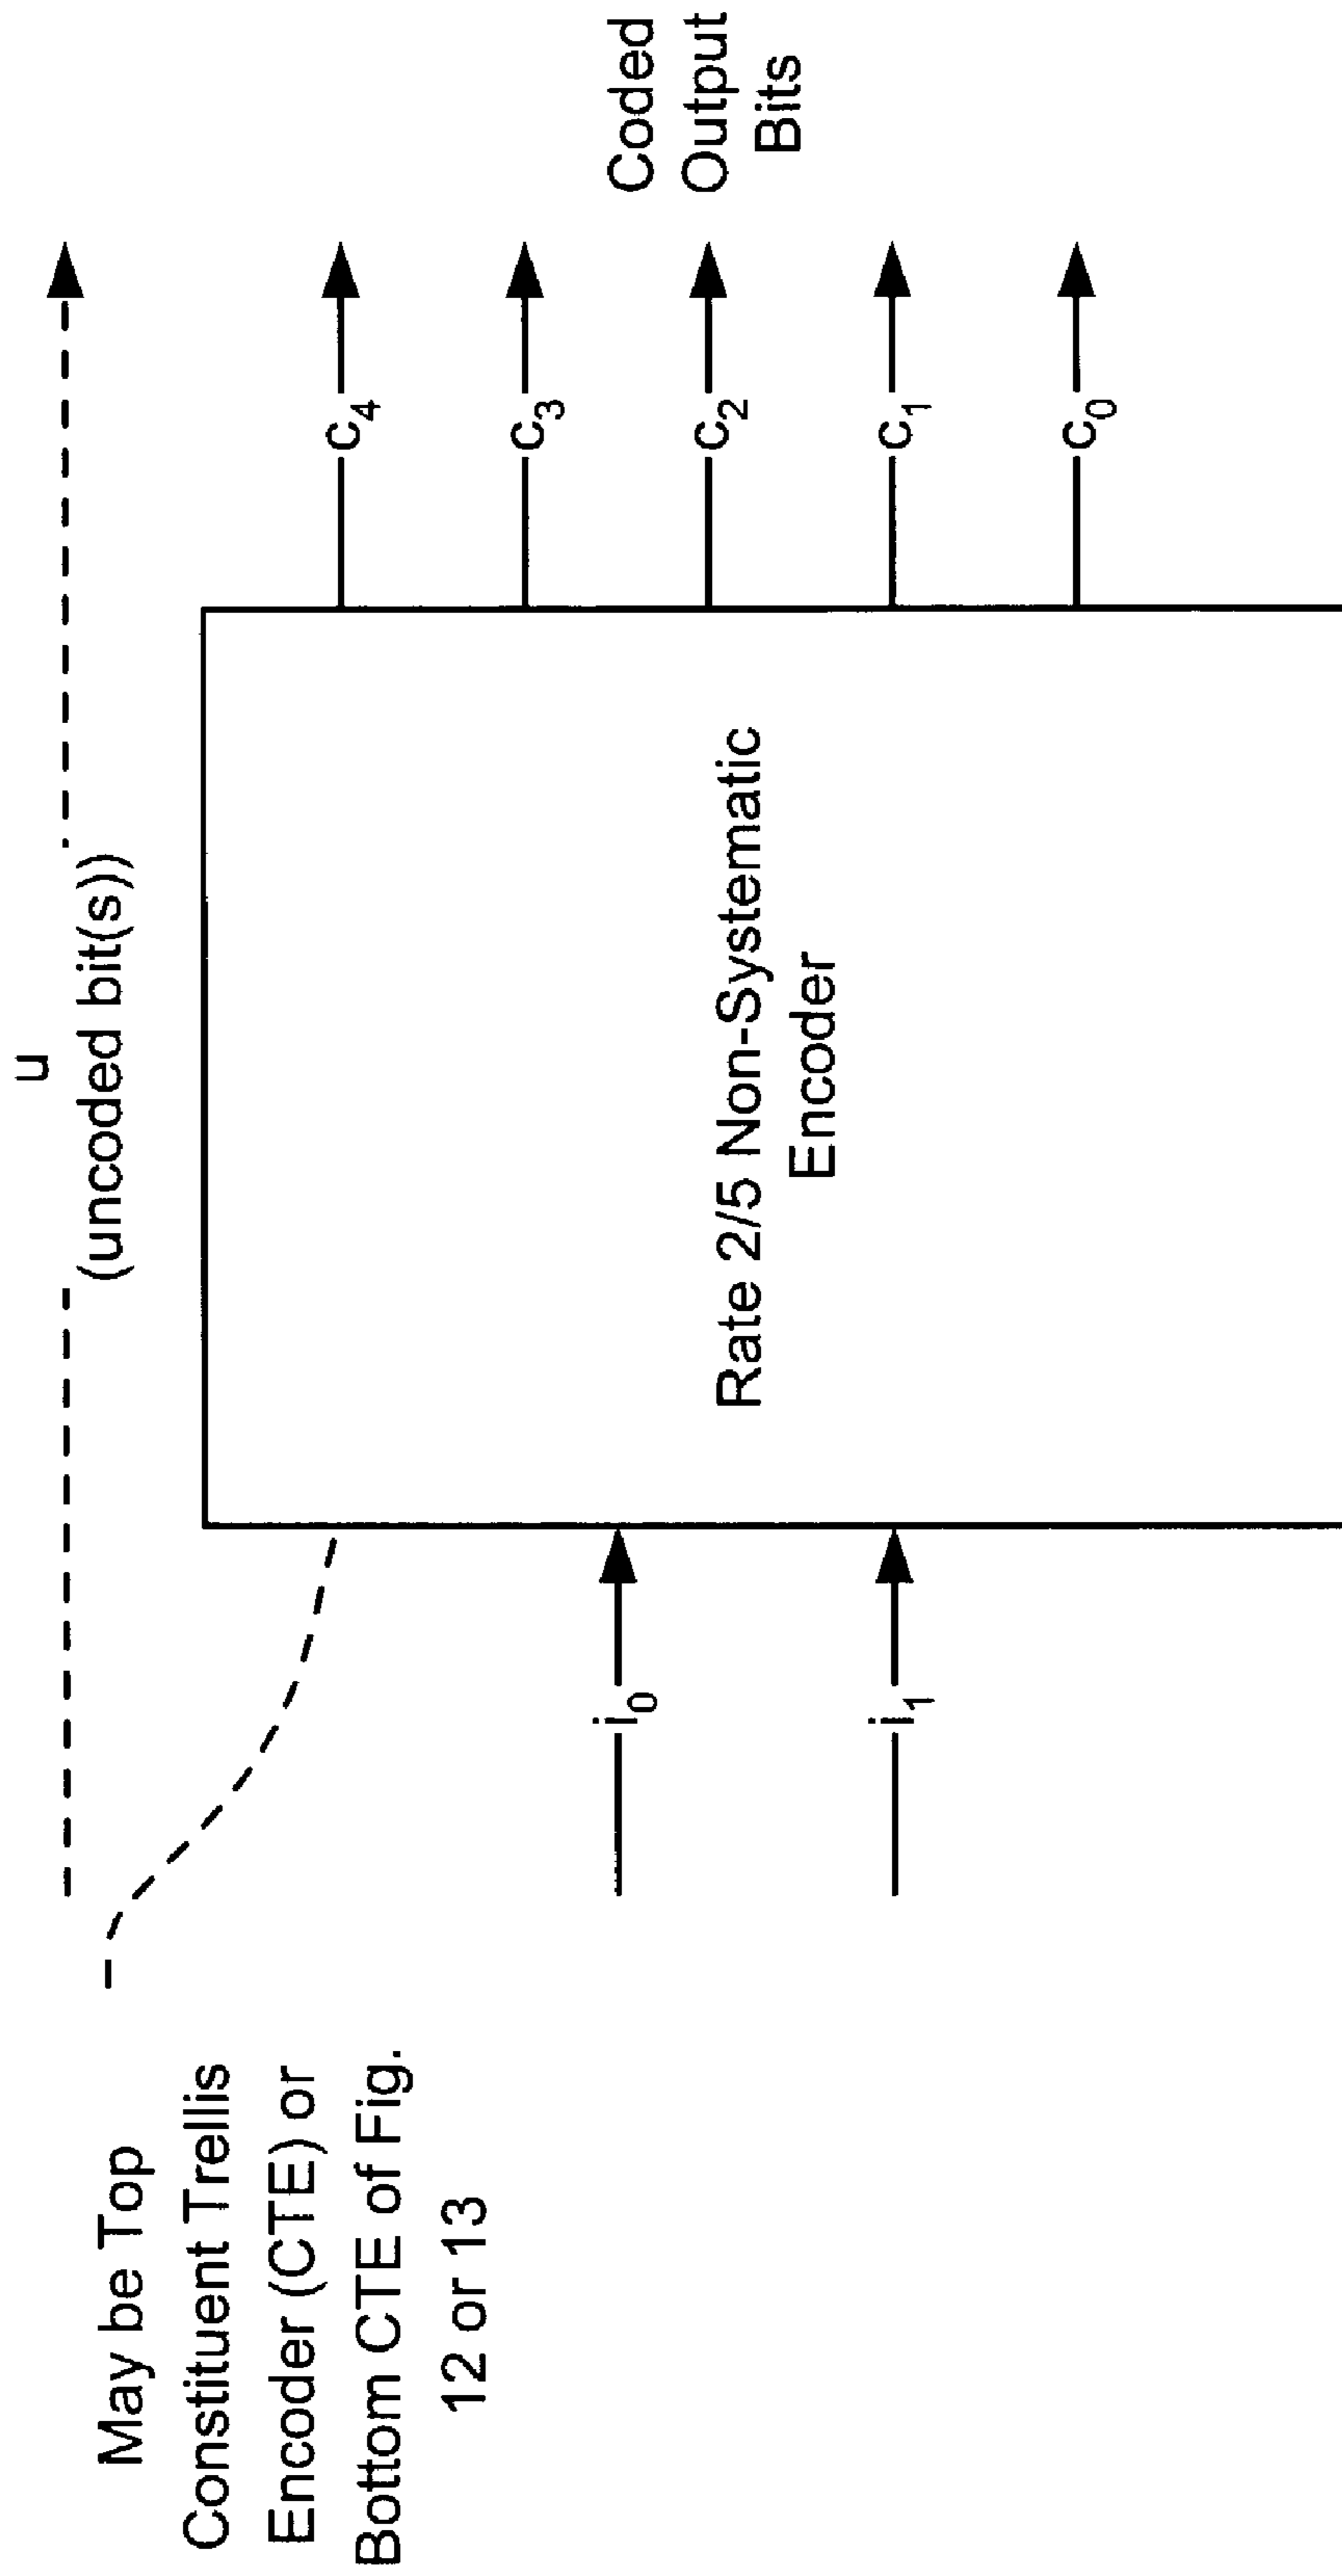 u
(uncoded bit(s))
May be Top
Constituent Trellis
Encoder (CTE) or
Bottom CTE of Fig.
12 or 13
i0
i1
Rate 2/5 Non-Systematic
Encoder
c4
c3
c2
c1
c0
Coded
Output
Bits